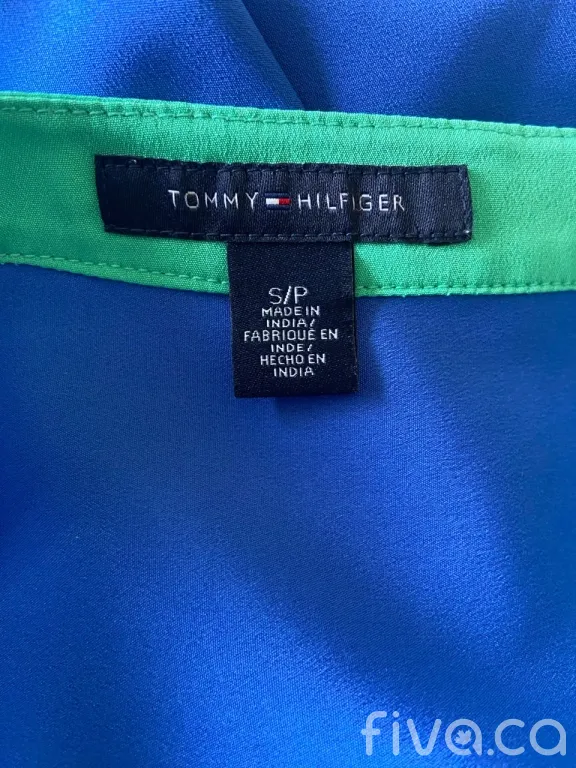 TOMMY HILFIGER
S/P
MADE IN
INDIA/
FABRIQUÉ EN
INDE/
HECHO EN
INDIA
fiva.ca